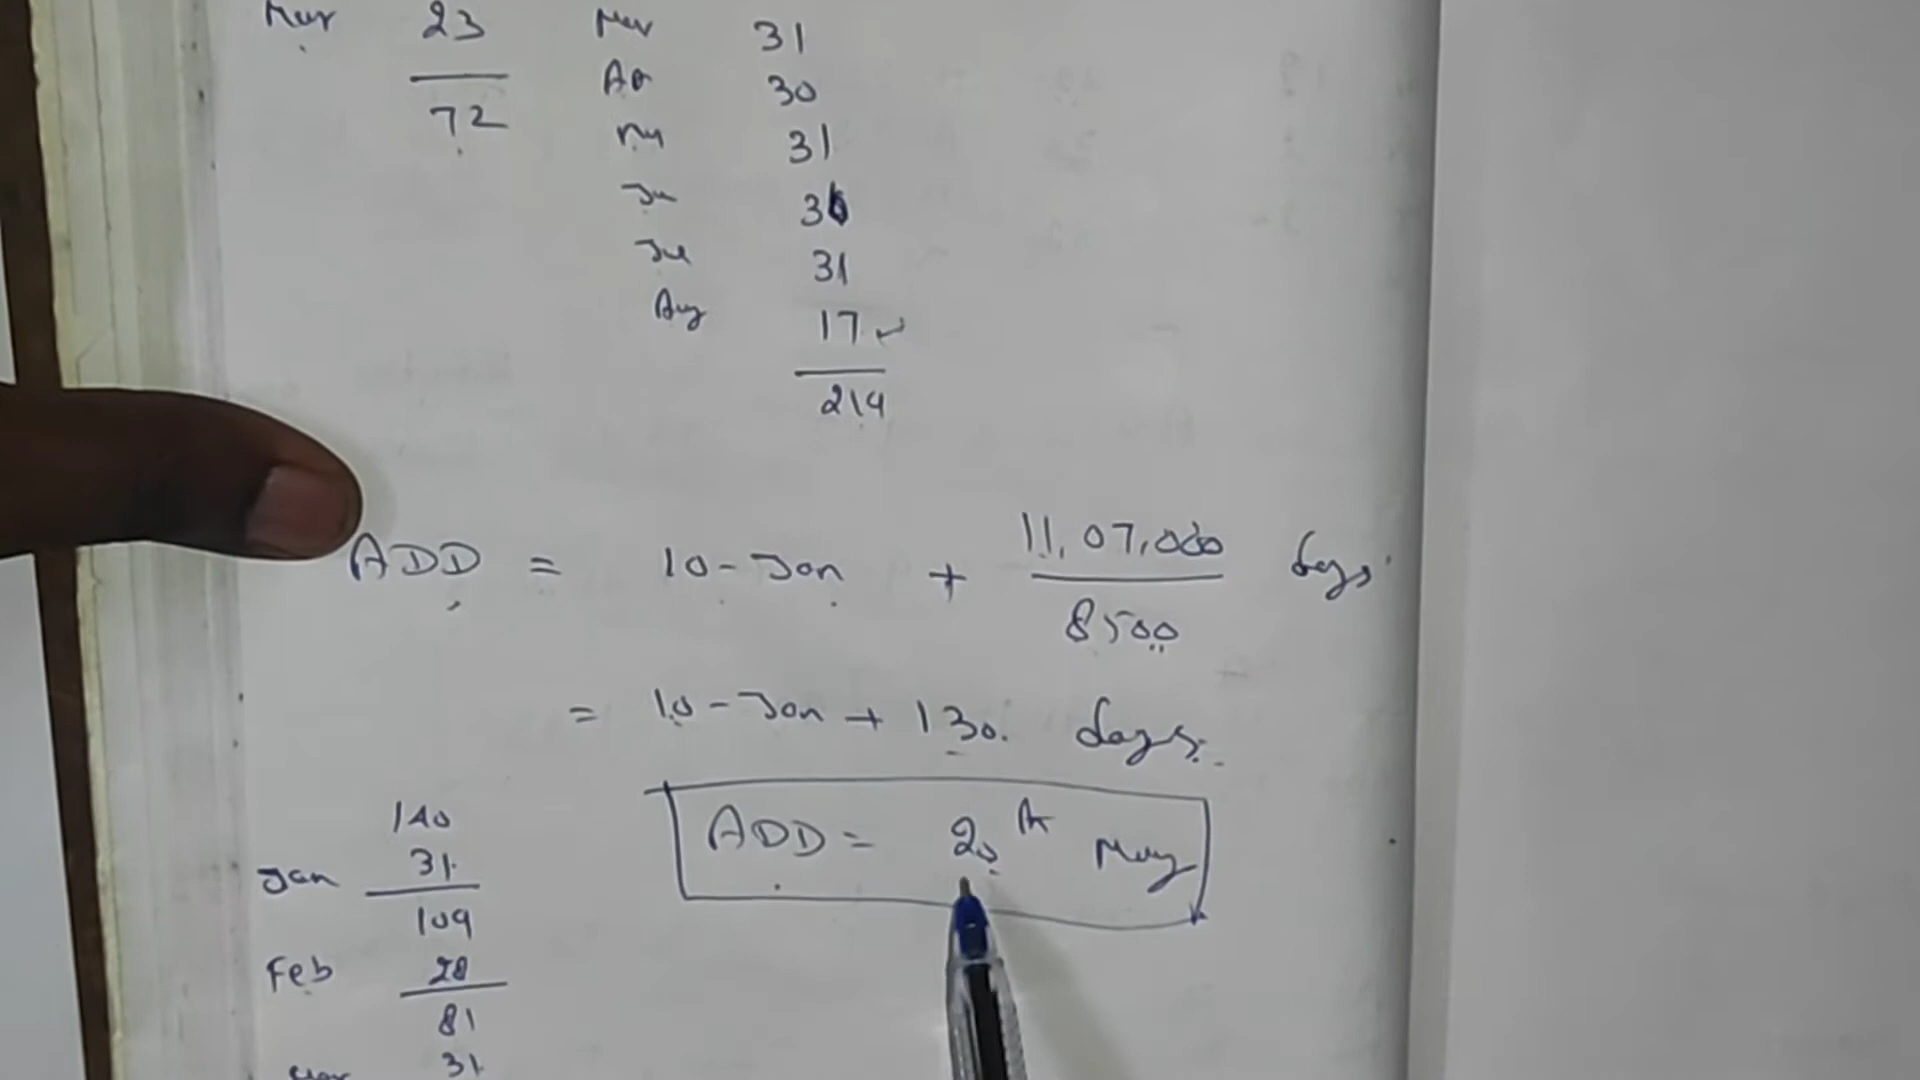 Mar 23 Mar 31
72 Ap 30
My 31
Ju 30
Jul 31
Aug 17
214
ADD = 10-Jan + 11,07,000 / 8500 days.
= 10-Jan + 130. days.
ADD = 20th May
140
Jan 31
109
Feb 28
81
Mar 31